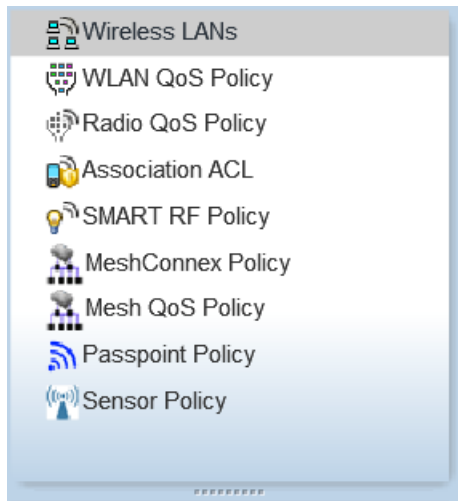 Wireless LANs
WLAN QoS Policy
Radio QoS Policy
Association ACL
SMART RF Policy
MeshConnex Policy
Mesh QoS Policy
Passpoint Policy
Sensor Policy